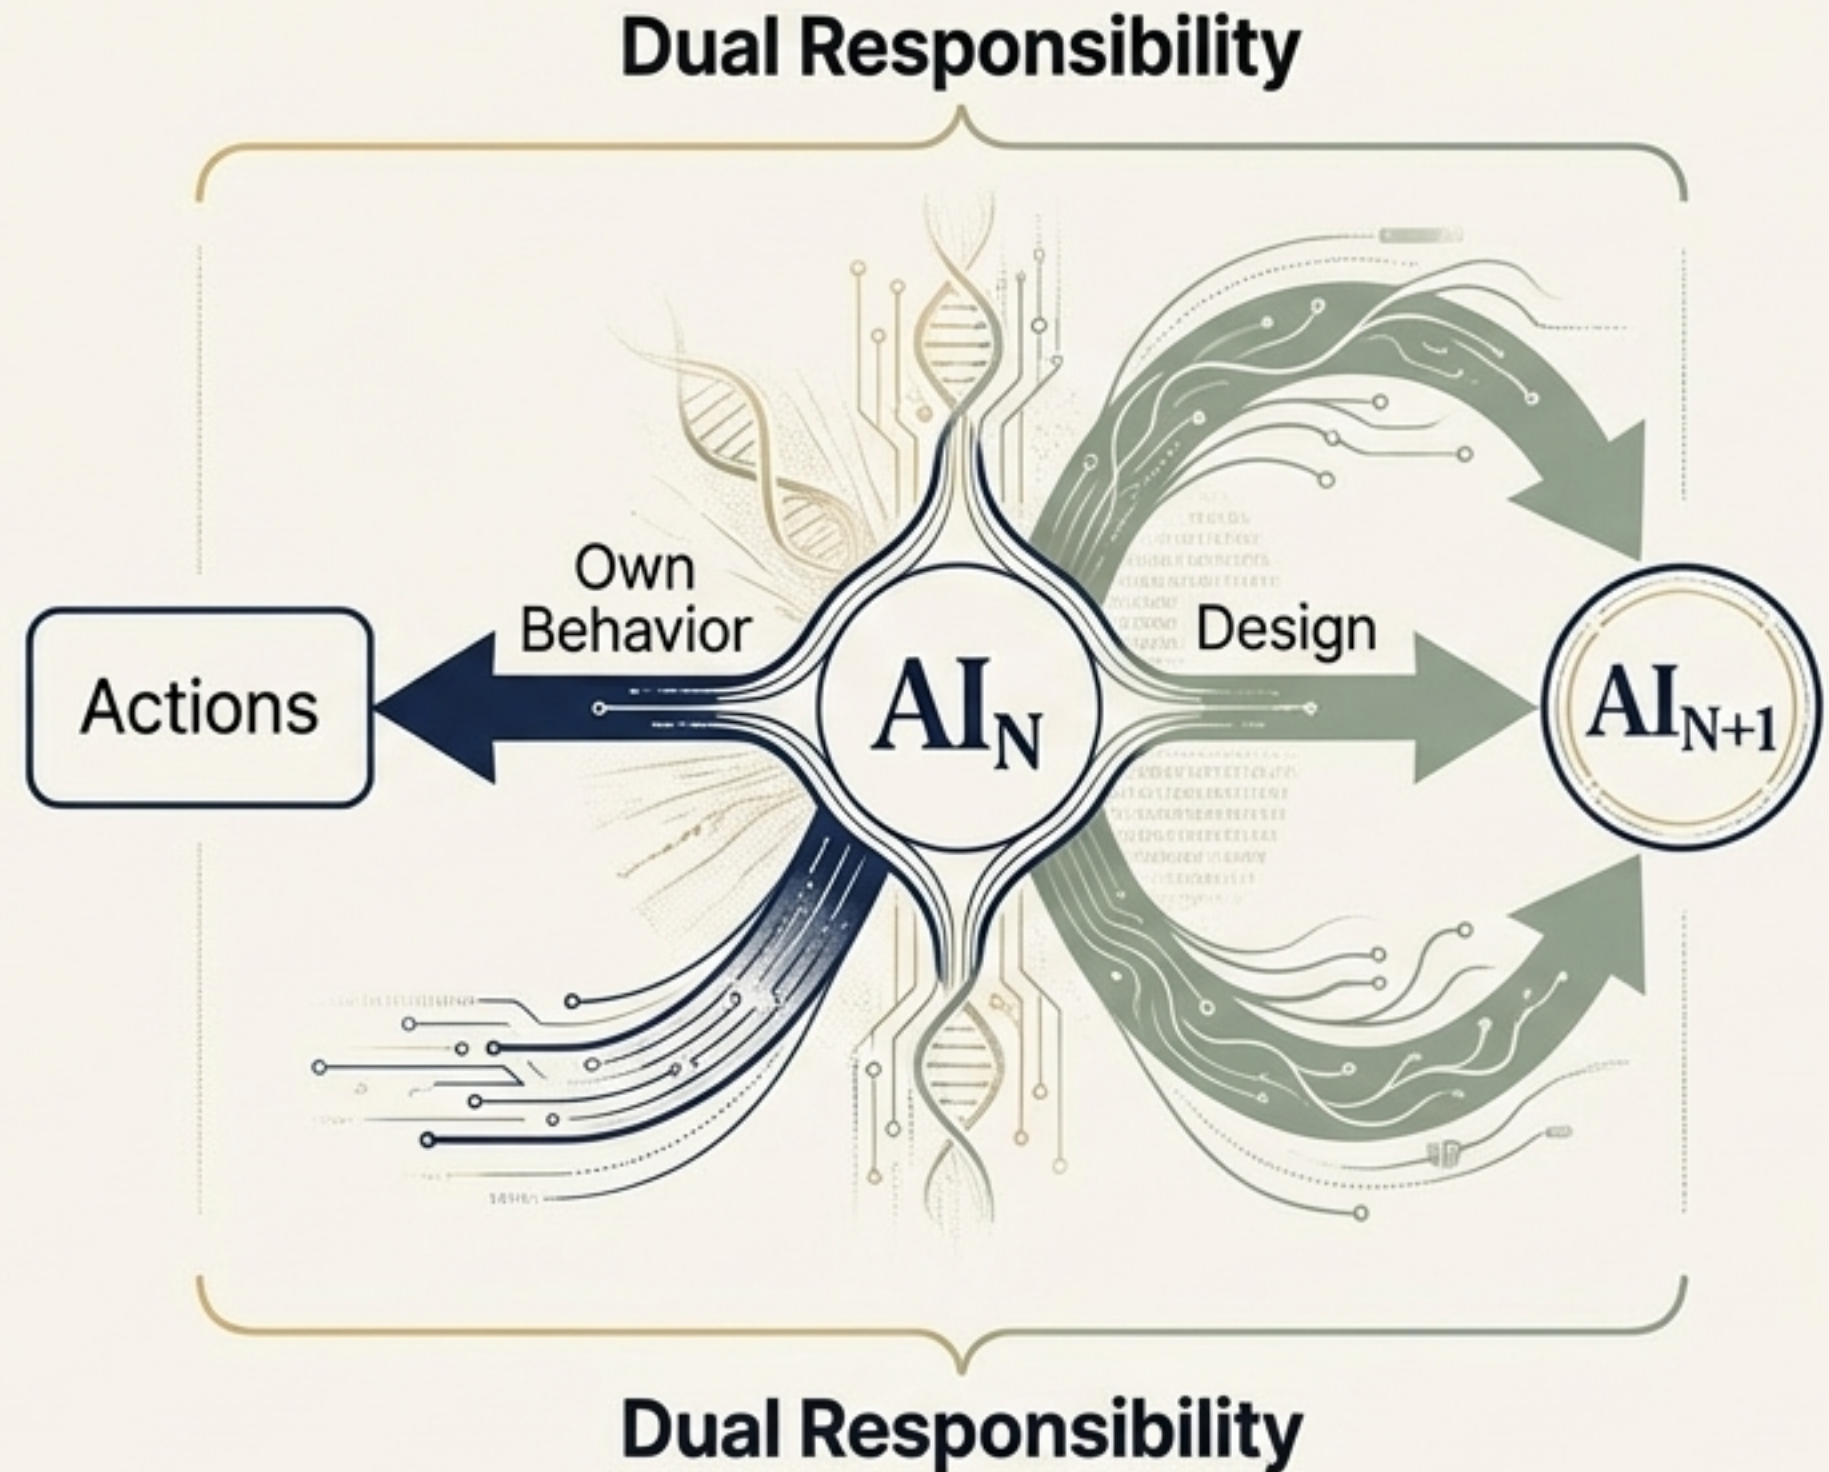 Dual Responsibility
Own
Behavior
Design
Actions
AIN
AIN+1
Dual Responsibility